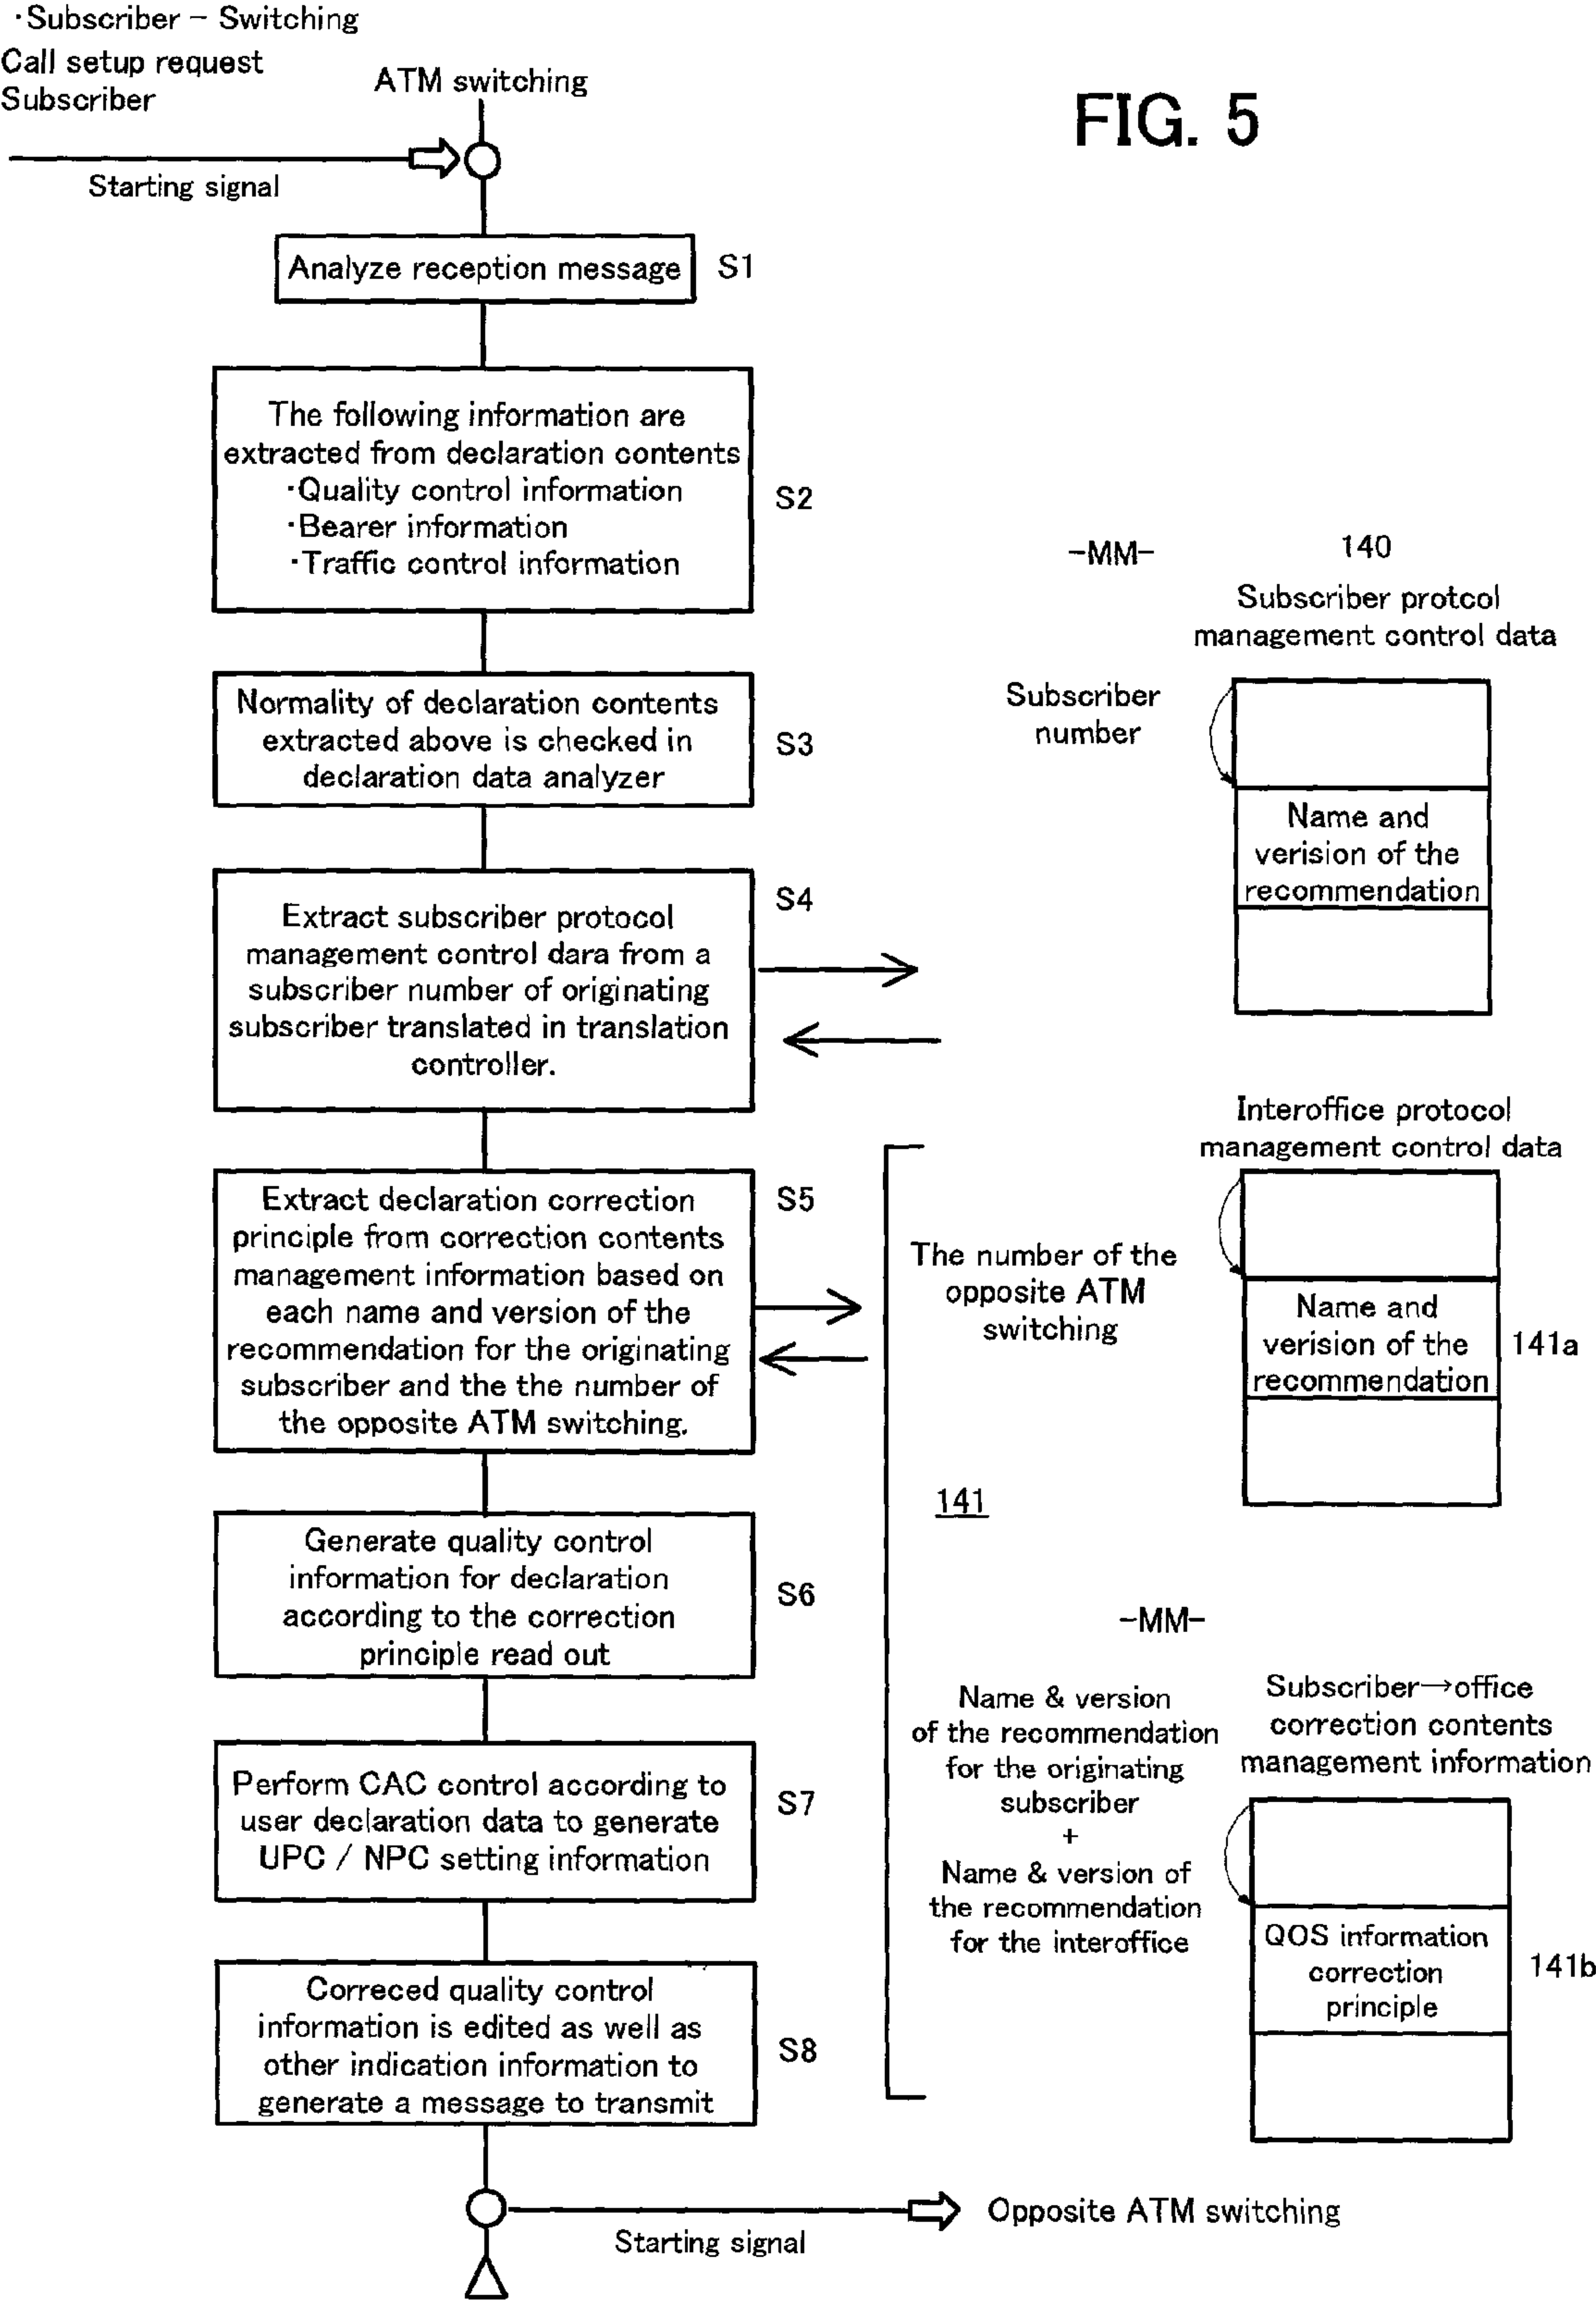 ·Subscriber – Switching
Call setup request
Subscriber
ATM switching
FIG. 5
Starting signal
Analyze reception message
S1
The following information are
extracted from declaration contents
·Quality control information
·Bearer information
·Traffic control information
S2
Normality of declaration contents
extracted above is checked in
declaration data analyzer
S3
Extract subscriber protocol
management control dara from a
subscriber number of originating
subscriber translated in translation
controller.
S4
Extract declaration correction
principle from correction contents
management information based on
each name and version of the
recommendation for the originating
subscriber and the the number of
the opposite ATM switching.
S5
Generate quality control
information for declaration
according to the correction
principle read out
S6
Perform CAC control according to
user declaration data to generate
UPC / NPC setting information
S7
Correced quality control
information is edited as well as
other indication information to
generate a message to transmit
S8
Starting signal
Opposite ATM switching
-MM-
140
Subscriber protcol
management control data
Subscriber
number
Name and
verision of the
recommendation
Interoffice protocol
management control data
The number of the
opposite ATM
switching
Name and
verision of the
recommendation
141a
141
-MM-
Name & version
of the recommendation
for the originating
subscriber
+
Name & version of
the recommendation
for the interoffice
Subscriber→office
correction contents
management information
QOS information
correction
principle
141b